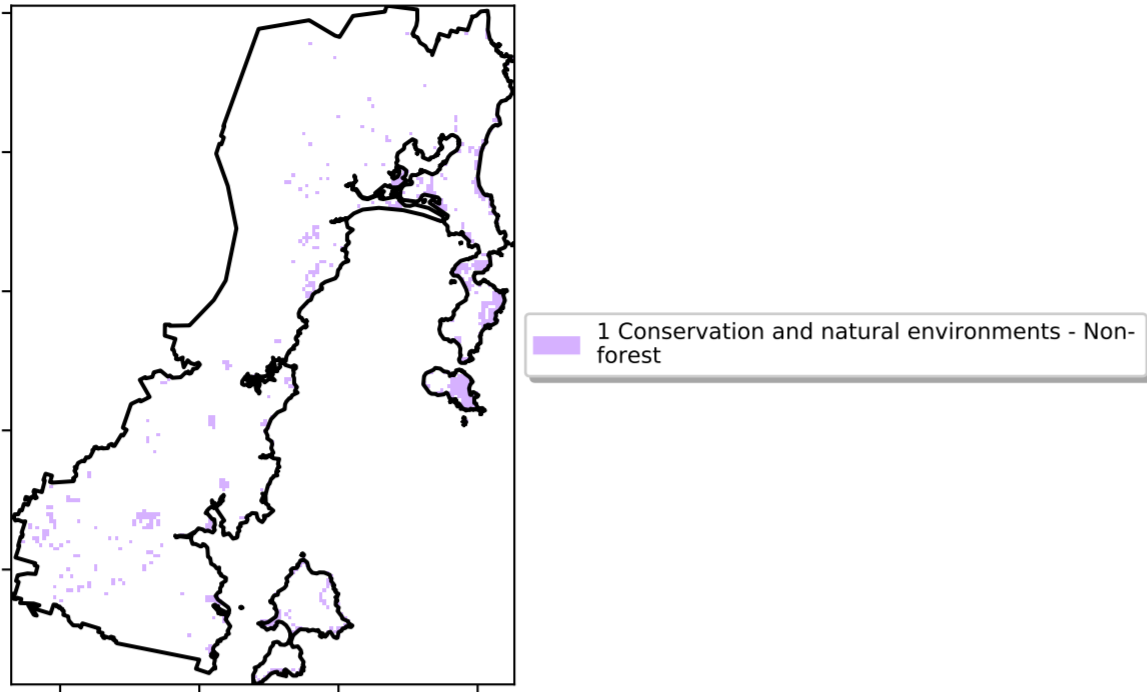 1 Conservation and natural environments - Non-
forest